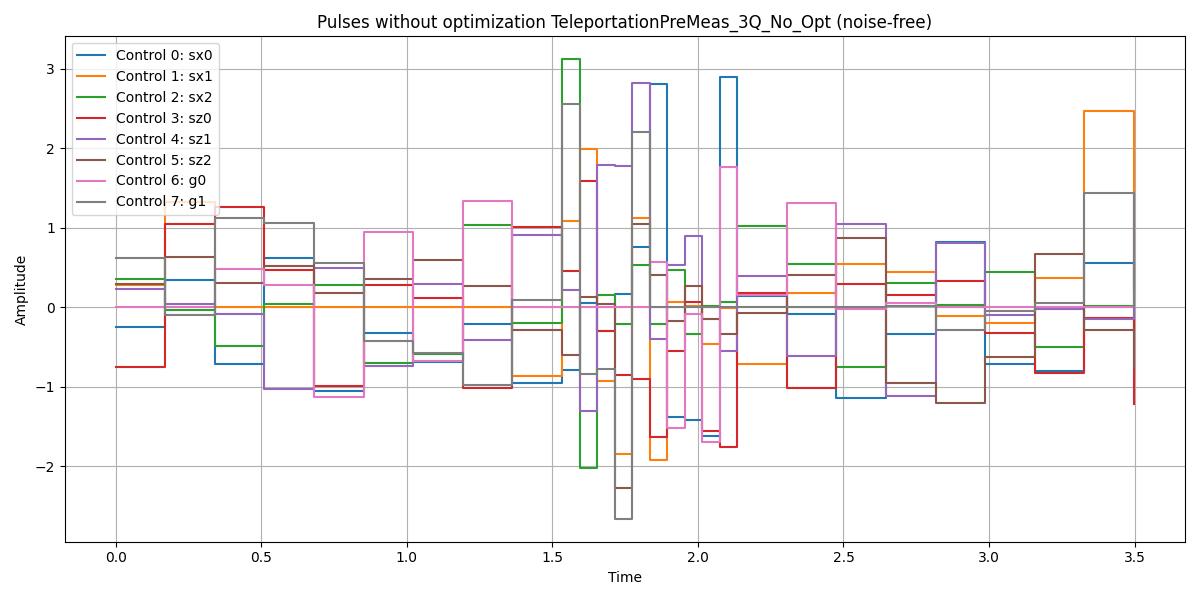 Pulses without optimization TeleportationPreMeas_3Q_No_Opt (noise-free)
Control 0: sx0
Control 1: sx1
Control 2: sx2
Control 3: sz0
Control 4: sz1
Control 5: sz2
Control 6: g0
Control 7: g1
Amplitude
3
2
1
0
−1
−2
0.0 0.5 1.0 1.5 2.0 2.5 3.0 3.5
Time